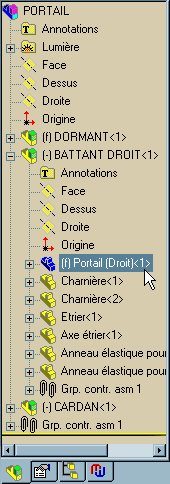 PORTAIL
Annotations
Lumière
Face
Dessus
Droite
Origine
(f) DORMANT<1>
(-) BATTANT DROIT<1>
Annotations
Face
Dessus
Droite
Origine
(f) Portail (Droit)<1>
Charnière<1>
Charnière<2>
Etrier<1>
Axe étrier<1>
Anneau élastique pour
Anneau élastique pour
Grp. contr. asm 1
(-) CARDAN<1>
Grp. contr. asm 1